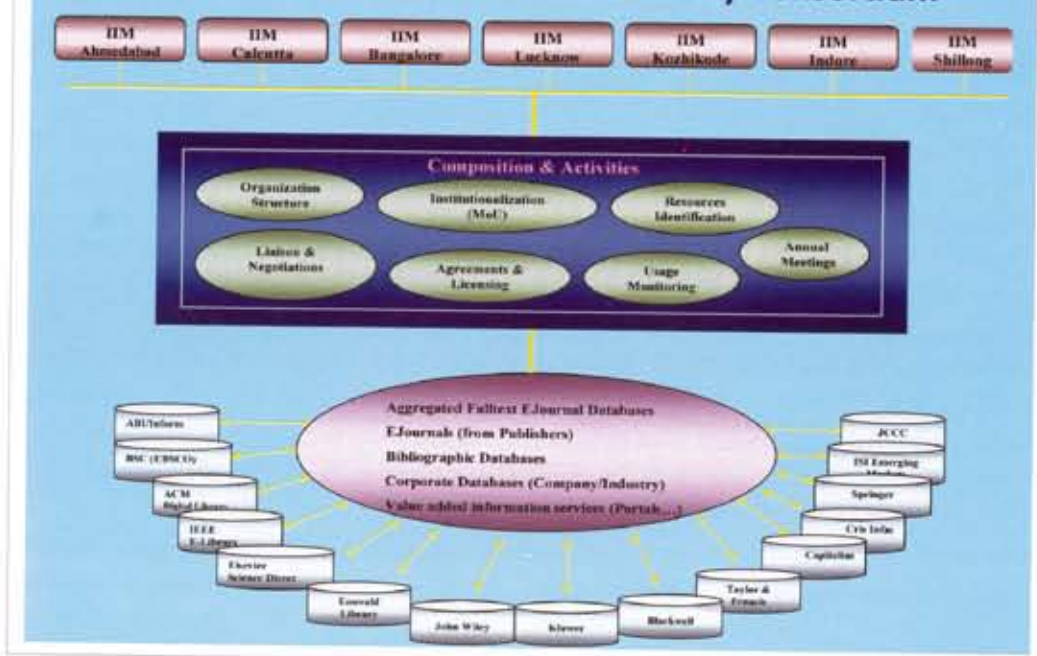 IIM
Ahmedabad
IIM
Calcutta
IIM
Bangalore
IIM
Lucknow
IIM
Kozhikode
IIM
Indore
IIM
Shillong
Composition & Activities
Organization
Structure
Institutionalization
(MoU)
Resources
Identification
Liaison &
Negotiations
Agreements &
Licensing
Usage
Monitoring
Annual
Meetings
Aggregated Fulltext EJournal Databases
EJournals (from Publishers)
Bibliographic Databases
Corporate Databases (Company/Industry)
Value added information services (Portals…)
ABI/Inform
BSC (EBSCO)
ACM
Digital Library
IEEE
E-Library
Elsevier
Science Direct
Emerald
Library
John Wiley
Kluwer
Blackwell
Taylor &
Francis
Capitaline
Cris Infac
Springer
ISI Emerging
JCCC